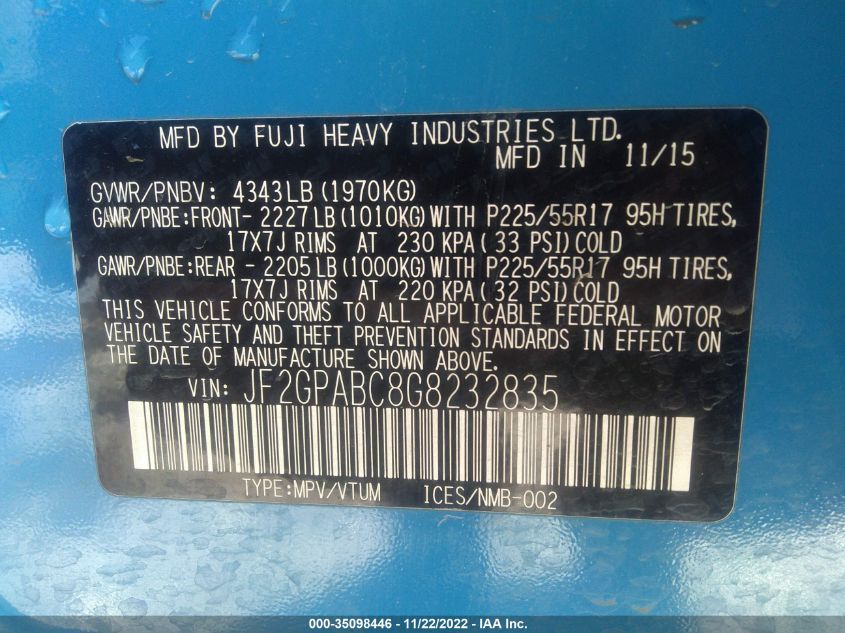 MFD BY FUJI HEAVY INDUSTRIES LTD.
MFD IN 11/15
GVWR/PNBV: 4343LB (1970KG)
GAWR/PNBE:FRONT- 2227LB(1010KG)WITH P225/55R17 95H TIRES,
17X7J RIMS AT 230 KPA( 33 PSI)COLD
GAWR/PNBE:REAR - 2205LB(1000KG)WITH P225/55R17 95H TIRES,
17X7J RIMS AT 220 KPA( 32 PSI)COLD
THIS VEHICLE CONFORMS TO ALL APPLICABLE FEDERAL MOTOR
VEHICLE SAFETY AND THEFT PREVENTION STANDARDS IN EFFECT ON
THE DATE OF MANUFACTURE SHOWN ABOVE.
VIN: JF2GPABC8G8232835
TYPE:MPV/VTUM ICES/NMB-002
000-35098446 - 11/22/2022 - IAA Inc.